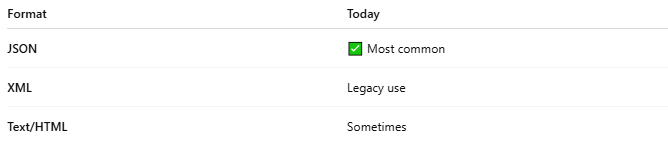 Format Today
JSON ✅ Most common
XML Legacy use
Text/HTML Sometimes